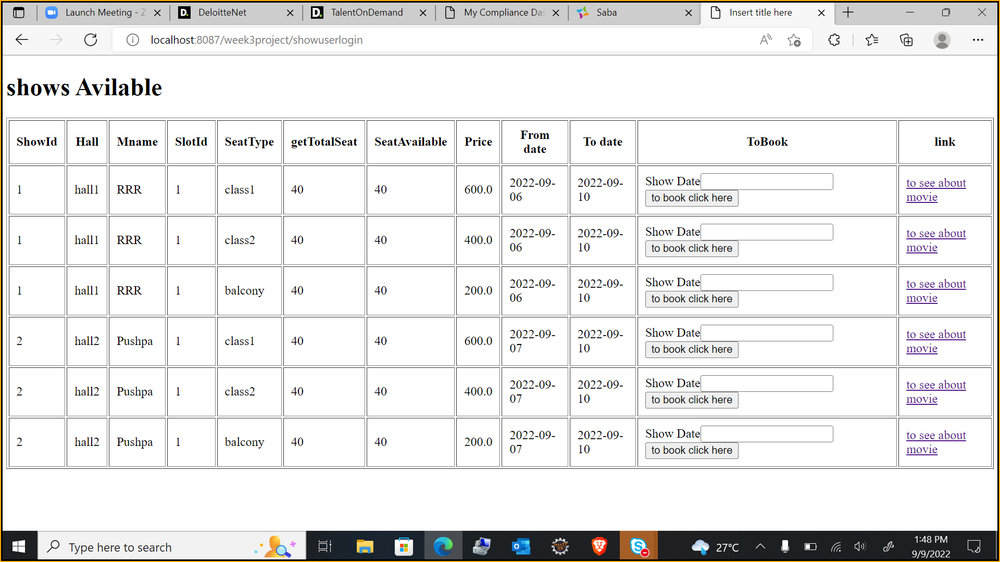 Launch Meeting - Z
DeloitteNet
TalentOnDemand
My Compliance Das
Saba
Insert title here
localhost:8087/week3project/showuserlogin
shows Avilable
ShowId Hall Mname SlotId SeatType getTotalSeat SeatAvailable Price From date To date ToBook link
1 hall1 RRR 1 class1 40 40 600.0 2022-09-06 2022-09-10 Show Date to book click here to see about movie
1 hall1 RRR 1 class2 40 40 400.0 2022-09-06 2022-09-10 Show Date to book click here to see about movie
1 hall1 RRR 1 balcony 40 40 200.0 2022-09-06 2022-09-10 Show Date to book click here to see about movie
2 hall2 Pushpa 1 class1 40 40 600.0 2022-09-07 2022-09-10 Show Date to book click here to see about movie
2 hall2 Pushpa 1 class2 40 40 400.0 2022-09-07 2022-09-10 Show Date to book click here to see about movie
2 hall2 Pushpa 1 balcony 40 40 200.0 2022-09-07 2022-09-10 Show Date to book click here to see about movie
Type here to search
27°C
1:48 PM
9/9/2022